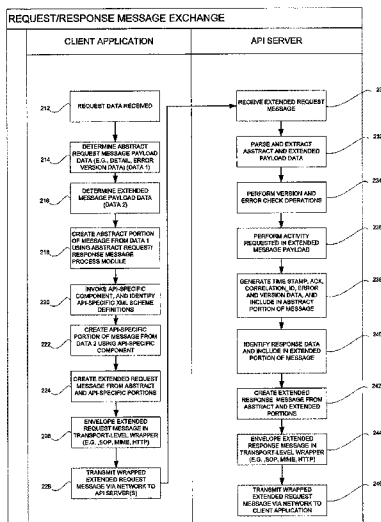 REQUEST/RESPONSE MESSAGE EXCHANGE
CLIENT APPLICATION
API SERVER
212
REQUEST DATA RECEIVED
214
DETERMINE ABSTRACT
REQUEST MESSAGE PAYLOAD
DATA (E.G., DETAIL, ERROR
VERSION DATA) (DATA 1)
216
DETERMINE EXTENDED
MESSAGE PAYLOAD DATA
(DATA 2)
218
CREATE ABSTRACT PORTION
OF MESSAGE FROM DATA 1
USING ABSTRACT REQUEST/
RESPONSE MESSAGE
PROCESS MODULE
220
INVOKE API-SPECIFIC
COMPONENT, AND IDENTIFY
API-SPECIFIC XML SCHEME
DEFINITIONS
222
CREATE API-SPECIFIC
PORTION OF MESSAGE FROM
DATA 2 USING API-SPECIFIC
COMPONENT
224
CREATE EXTENDED REQUEST
MESSAGE FROM ABSTRACT
AND API-SPECIFIC PORTIONS
226
ENVELOPE EXTENDED
REQUEST MESSAGE IN
TRANSPORT-LEVEL WRAPPER
(E.G., SOP, MIME, HTTP)
228
TRANSMIT WRAPPED
EXTENDED REQUEST
MESSAGE VIA NETWORK TO
API SERVER(S)
RECEIVE EXTENDED REQUEST
MESSAGE
232
PARSE AND EXTRACT
ABSTRACT AND EXTENDED
PAYLOAD DATA
234
PERFORM VERSION AND
ERROR CHECK OPERATIONS
PERFORM ACTIVITY
REQUESTED IN EXTENDED
MESSAGE PAYLOAD
GENERATE TIME STAMP, ACK,
CORRELATION_ID, ERROR
AND VERSION DATA, AND
INCLUDE IN ABSTRACT
PORTION OF MESSAGE
IDENTIFY RESPONSE DATA
AND INCLUDE IN EXTENDED
PORTION OF MESSAGE
CREATE EXTENDED
RESPONSE MESSAGE FROM
ABSTRACT AND EXTENDED
PORTIONS
ENVELOPE EXTENDED
RESPONSE MESSAGE IN
TRANSPORT-LEVEL WRAPPER
(E.G., SOP, MIME, HTTP)
TRANSMIT WRAPPED
EXTENDED REQUEST
MESSAGE VIA NETWORK TO
CLIENT APPLICATION